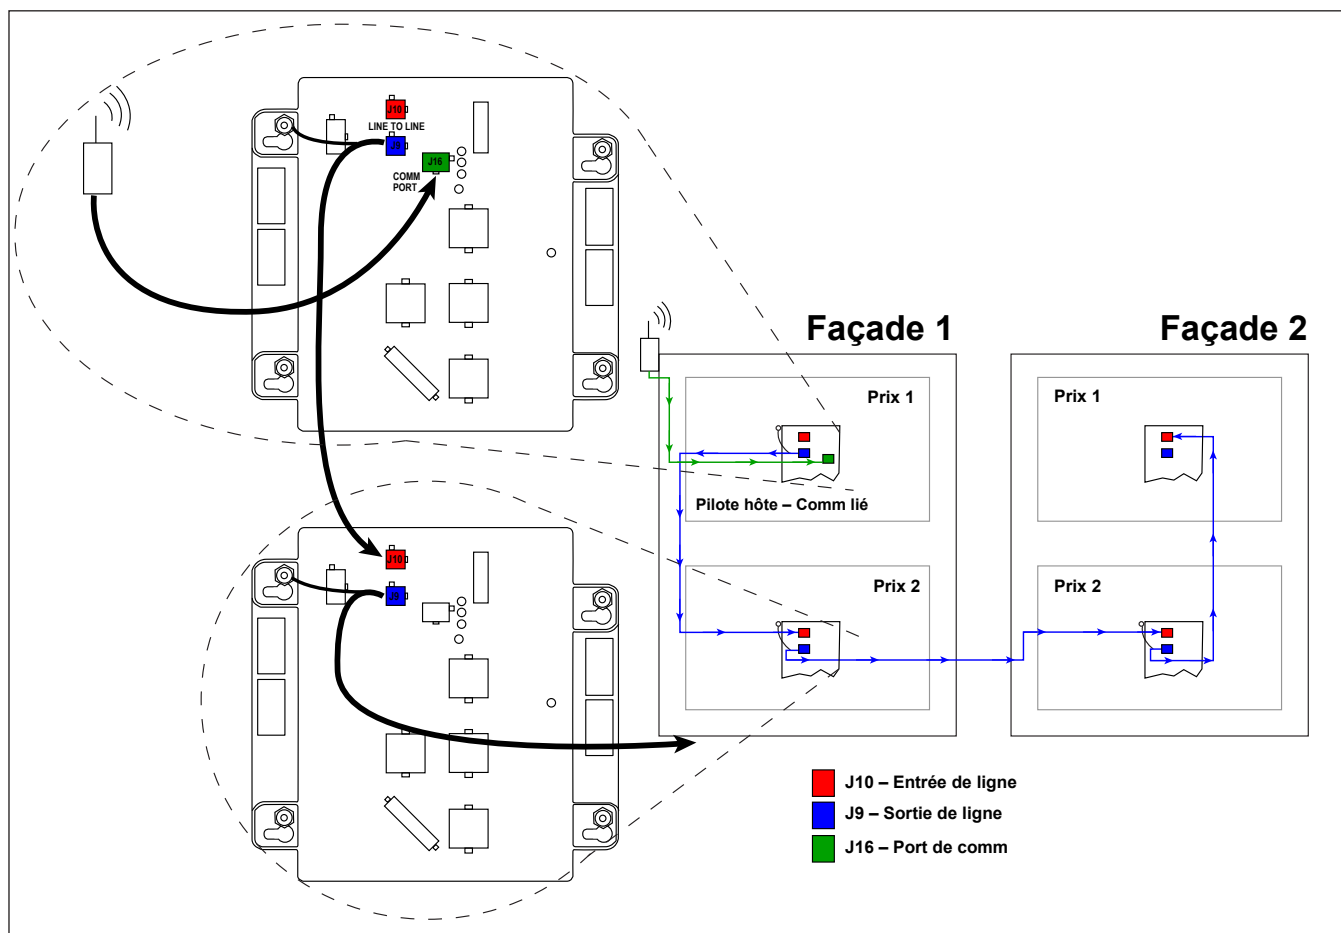 J10
LINE TO LINE
J9
J16
COMM
PORT
Façade 1
Façade 2
Prix 1
Prix 1
Pilote hôte – Comm lié
J10
J9
Prix 2
Prix 2
J10 – Entrée de ligne
J9 – Sortie de ligne
J16 – Port de comm